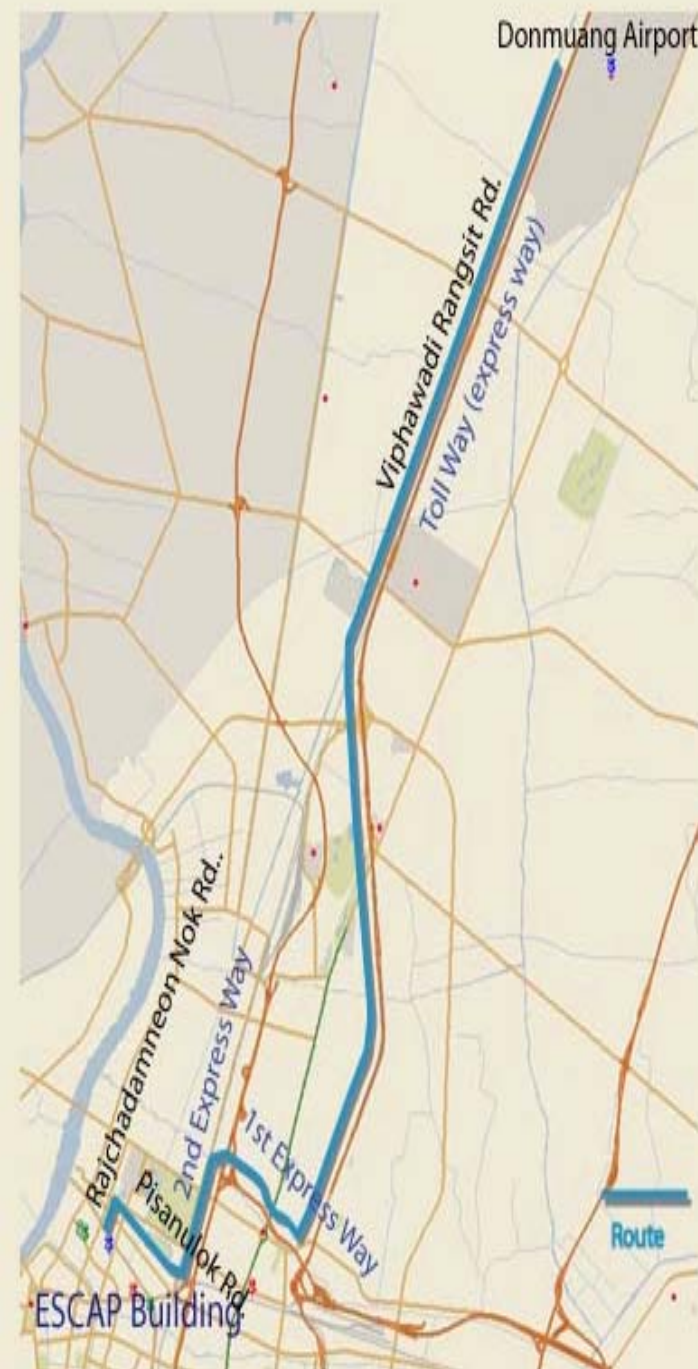 Donmuang Airport
Viphawadi Rangsit Rd.
Toll Way (express way)
Rajchadamneon Nok Rd..
2nd Express Way
1st Express Way
Pisanulok Rd.
Route
ESCAP Building